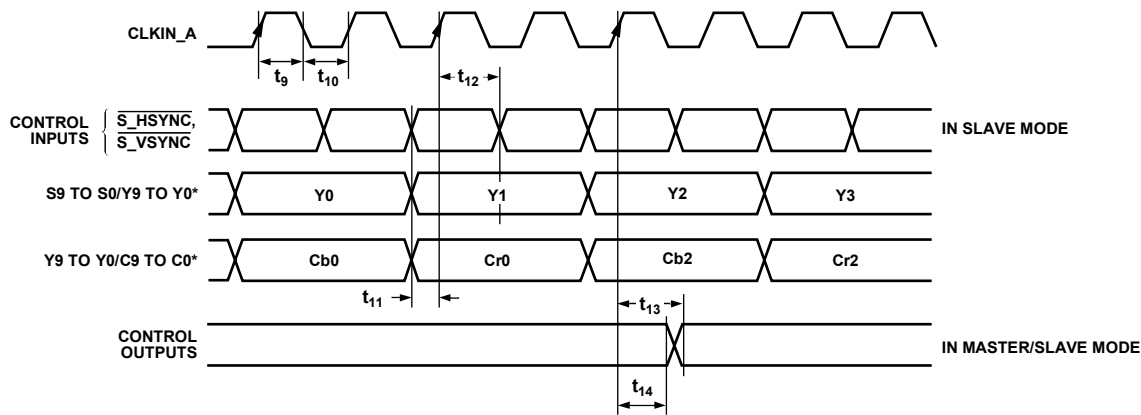 CLKIN_A
t9 t10 t12
CONTROL INPUTS { S_HSYNC, S_VSYNC
IN SLAVE MODE
S9 TO S0/Y9 TO Y0* Y0 Y1 Y2 Y3
Y9 TO Y0/C9 TO C0* Cb0 Cr0 Cb2 Cr2
t11 t13
CONTROL OUTPUTS
IN MASTER/SLAVE MODE
t14